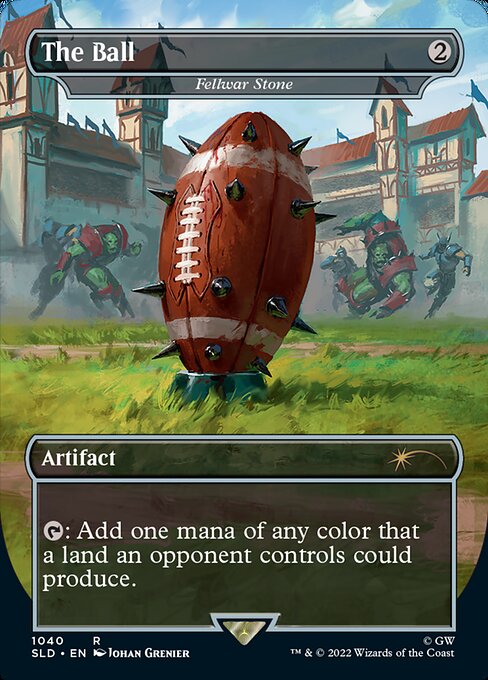 The Ball 2
Fellwar Stone
Artifact
: Add one mana of any color that
a land an opponent controls could
produce.
1040 R
SLD • EN Johan Grenier
© GW
™ & © 2022 Wizards of the Coast